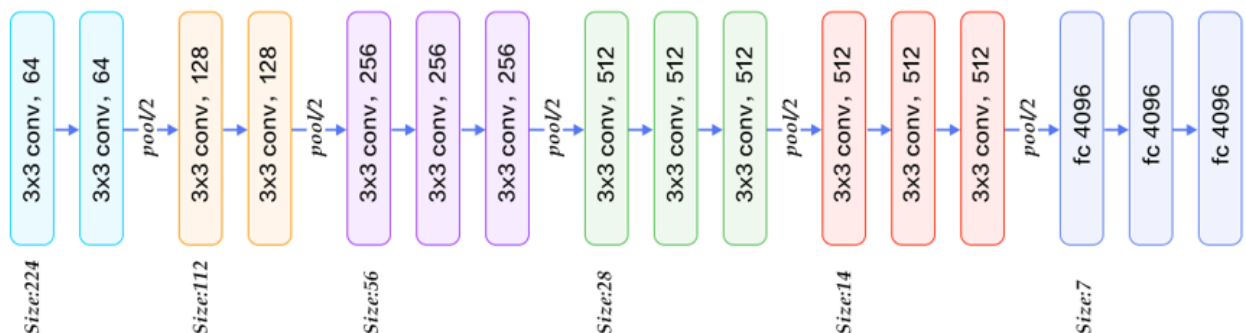 3x3 conv, 64
3x3 conv, 64
pool/2
3x3 conv, 128
3x3 conv, 128
pool/2
3x3 conv, 256
3x3 conv, 256
3x3 conv, 256
pool/2
3x3 conv, 512
3x3 conv, 512
3x3 conv, 512
pool/2
3x3 conv, 512
3x3 conv, 512
3x3 conv, 512
pool/2
fc 4096
fc 4096
fc 4096
Size:224
Size:112
Size:56
Size:28
Size:14
Size:7